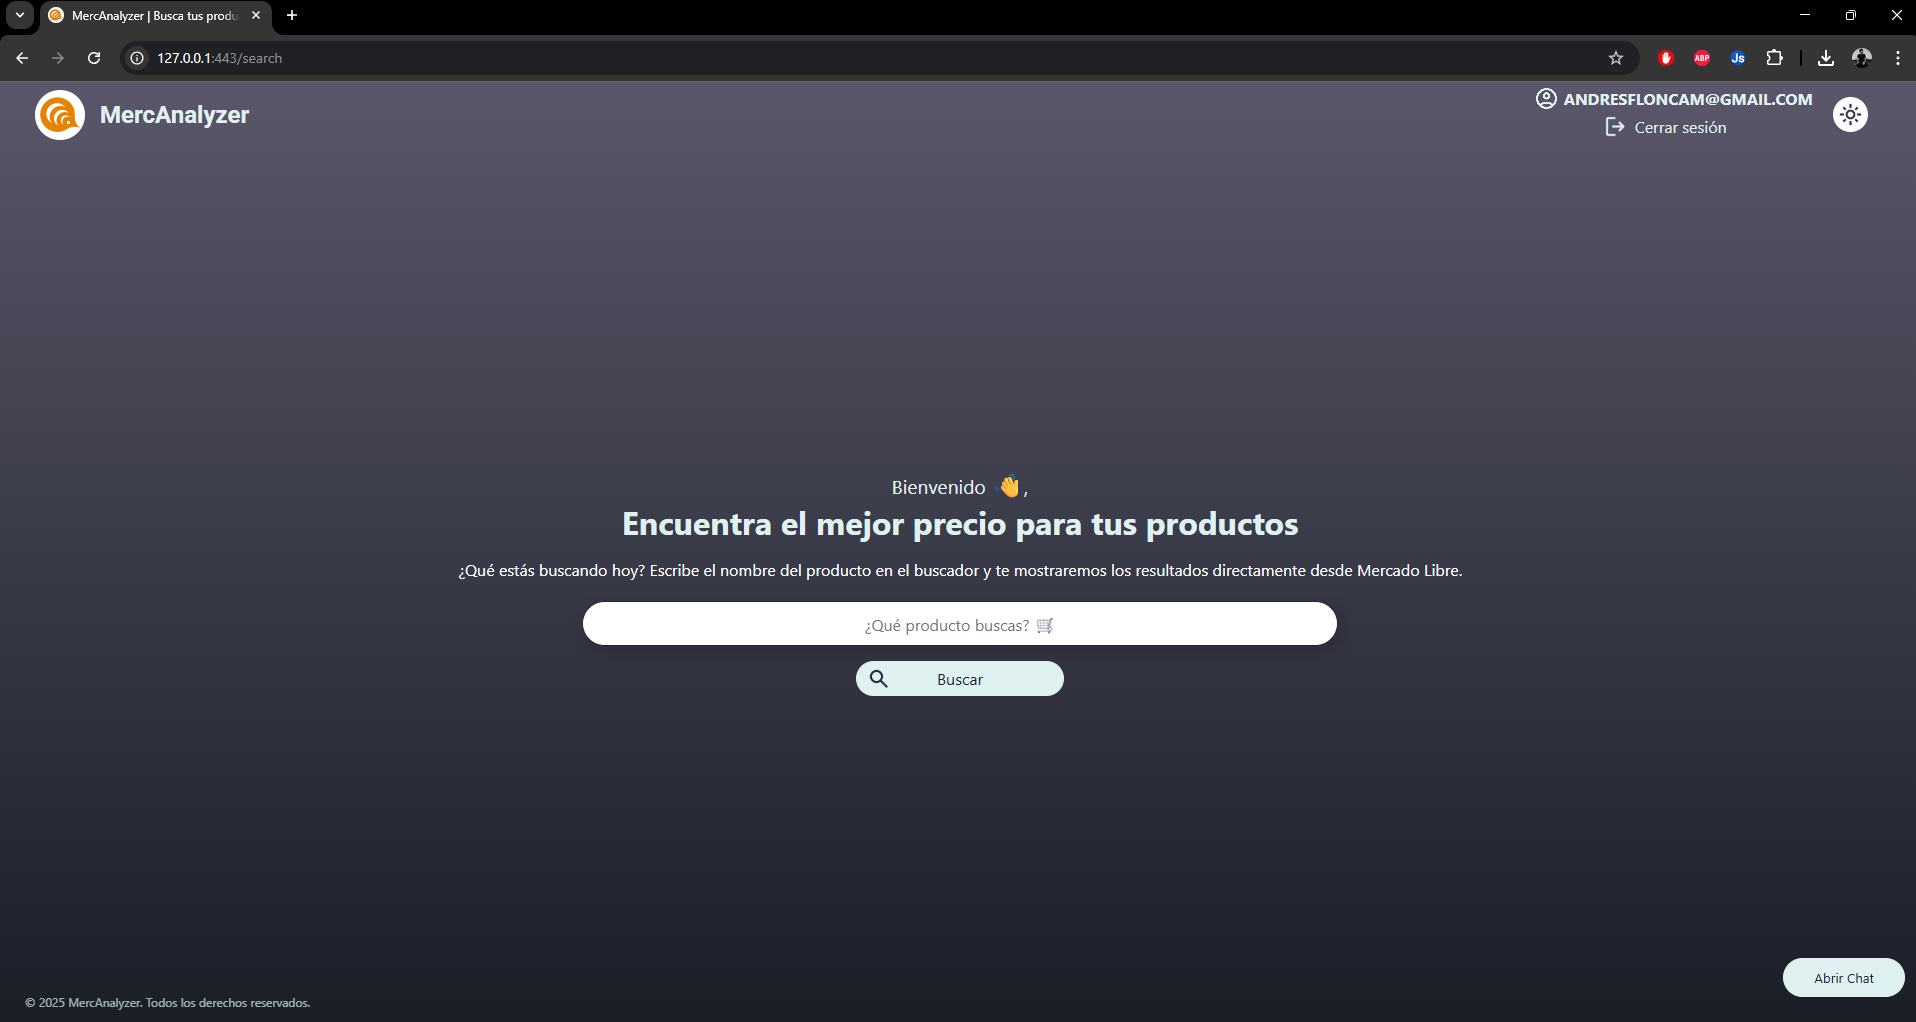 MercAnalyzer | Busca tus produ
127.0.0.1:443/search
ABP
Js
MercAnalyzer
ANDRESFLONCAM@GMAIL.COM
Cerrar sesión
Bienvenido 👋,
Encuentra el mejor precio para tus productos
¿Qué estás buscando hoy? Escribe el nombre del producto en el buscador y te mostraremos los resultados directamente desde Mercado Libre.
¿Qué producto buscas? 🛒
Buscar
Abrir Chat
© 2025 MercAnalyzer. Todos los derechos reservados.